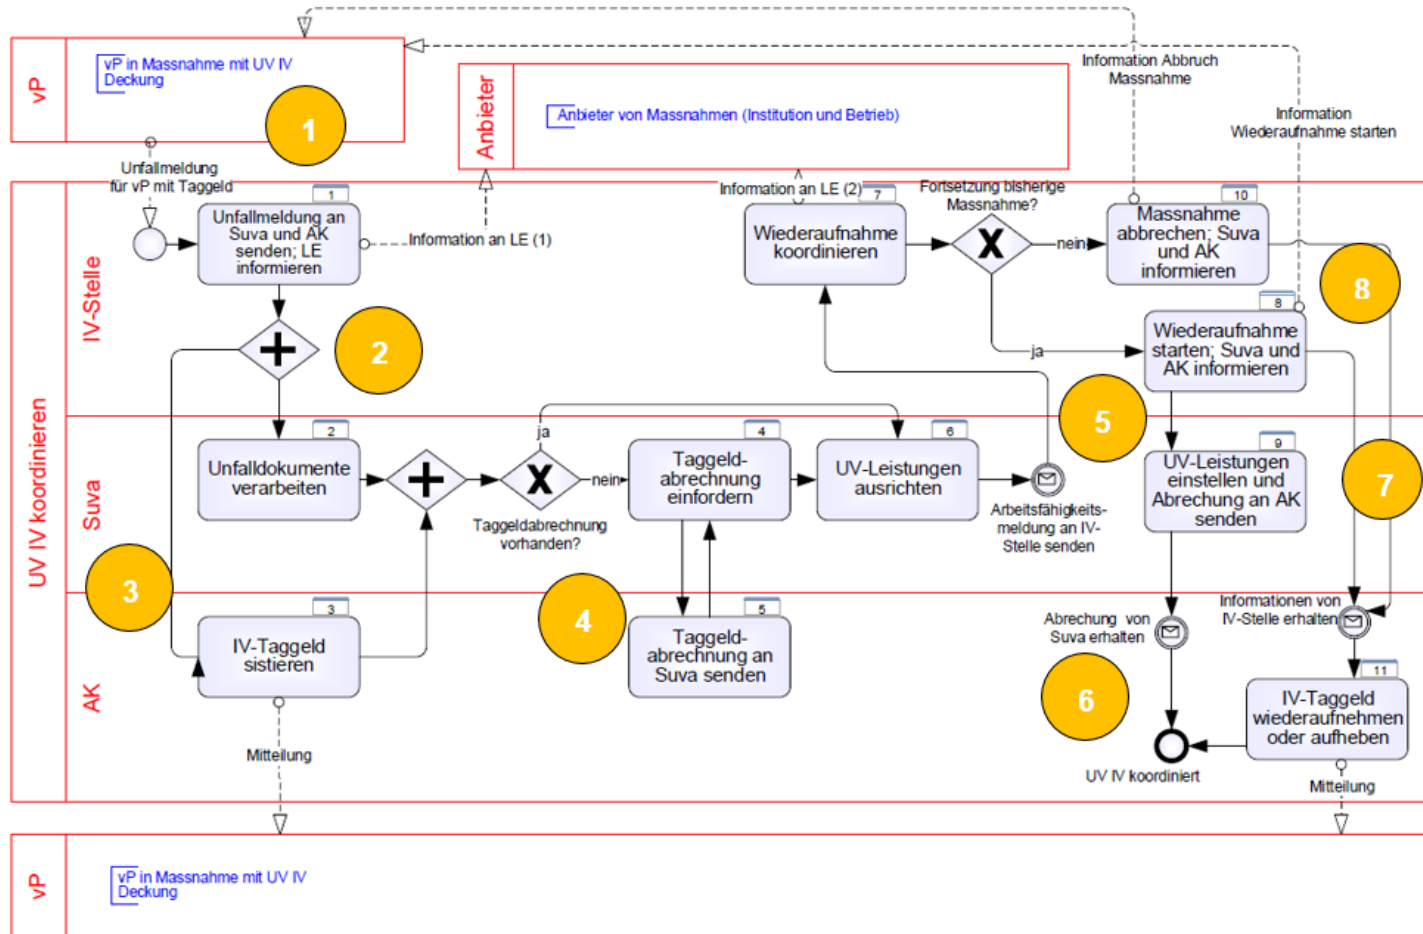 vP
vP in Massnahme mit UV IV
Deckung
1
Anbieter
Anbieter von Massnahmen (Institution und Betrieb)
Information Abbruch
Massnahme
Information
Wiederaufnahme starten
Unfallmeldung
für vP mit Taggeld
UV IV koordinieren
IV-Stelle
1
Unfallmeldung an
Suva und AK
senden; LE
informieren
Information an LE (1)
2
Information an LE (2)
7
Wiederaufnahme
koordinieren
Fortsetzung bisherige
Massnahme?
nein
10
Massnahme
abbrechen; Suva
und AK
informieren
8
ja
8
Wiederaufnahme
starten; Suva und
AK informieren
5
Suva
2
Unfalldokumente
verarbeiten
ja
Taggeldabrechnung
vorhanden?
nein
4
Taggeld-
abrechnung
einfordern
6
UV-Leistungen
ausrichten
Arbeitsfähigkeits-
meldung an IV-
Stelle senden
9
UV-Leistungen
einstellen und
Abrechung an AK
senden
7
3
AK
3
IV-Taggeld
sistieren
Mitteilung
4
5
Taggeld-
abrechnung an
Suva senden
Abrechung von
Suva erhalten
Informationen von
IV-Stelle erhalten
6
11
IV-Taggeld
wiederaufnehmen
oder aufheben
UV IV koordiniert
Mitteilung
vP
vP in Massnahme mit UV IV
Deckung